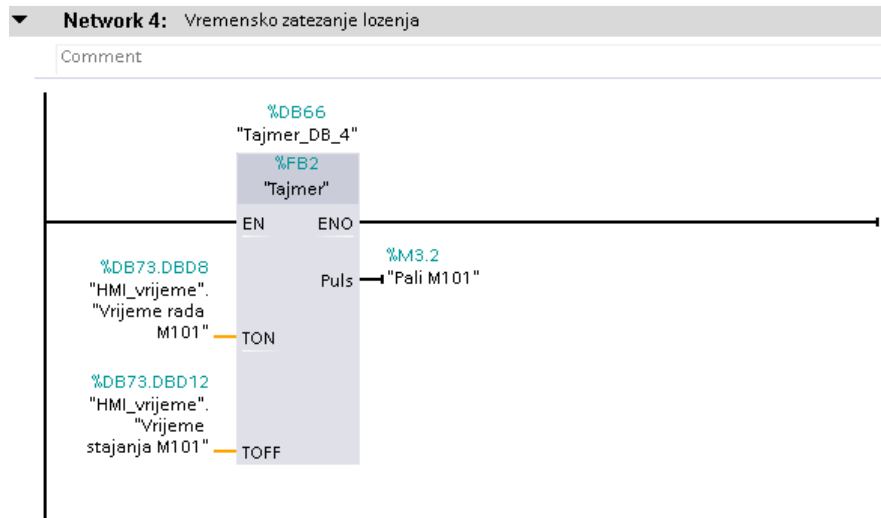 Network 4: Vremensko zatezanje lozenja
Comment
%DB66
"Tajmer_DB_4"
%FB2
"Tajmer"
EN ENO
%DB73.DBD8
"HMI_vrijeme".
"Vrijeme rada
M101"
TON
%M3.2
Puls "Pali M101"
%DB73.DBD12
"HMI_vrijeme".
"Vrijeme
stajanja M101"
TOFF